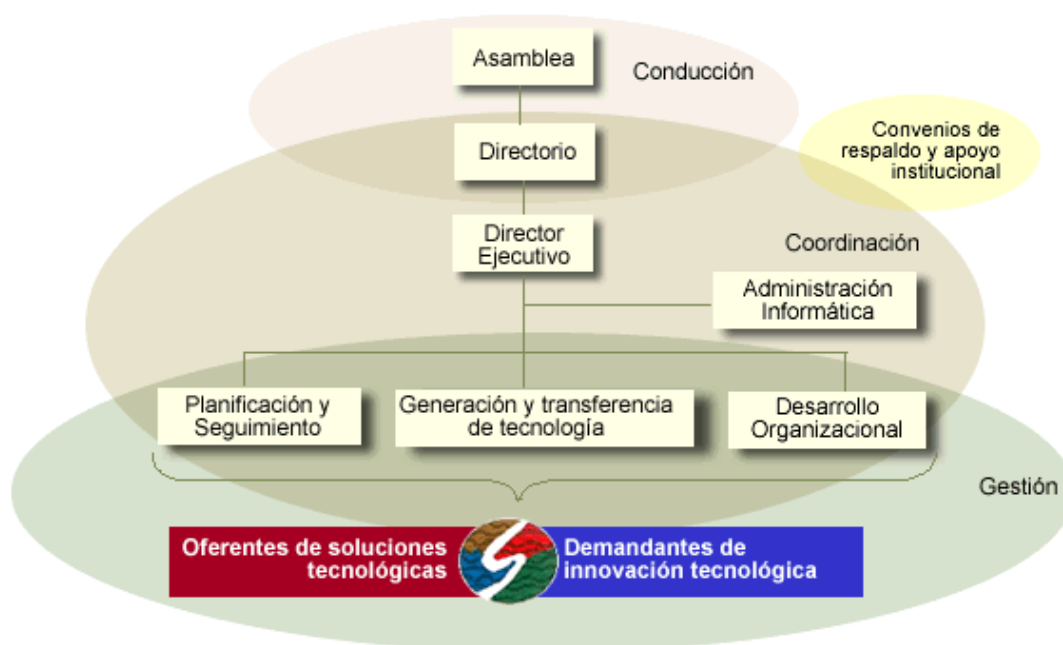 Asamblea
Conducción
Convenios de
respaldo y apoyo
institucional
Directorio
Director
Ejecutivo
Coordinación
Administración
Informática
Planificación y
Seguimiento
Generación y transferencia
de tecnología
Desarrollo
Organizacional
Gestión
Oferentes de soluciones
tecnológicas
Demandantes de
innovación tecnológica